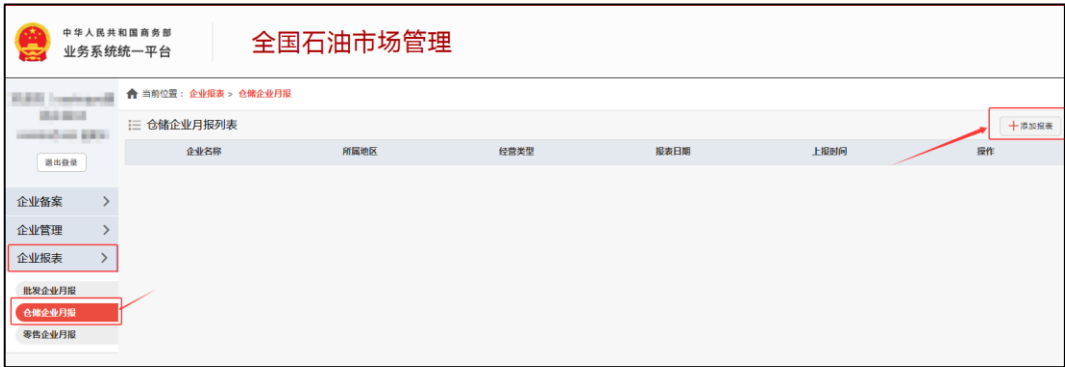 中华人民共和国商务部
业务系统统一平台
全国石油市场管理
当前位置：企业报表 > 仓储企业月报
仓储企业月报列表
添加报表
企业名称 所属地区 经营类型 报表日期 上报时间 操作
退出登录
企业备案
企业管理
企业报表
批发企业月报
仓储企业月报
零售企业月报